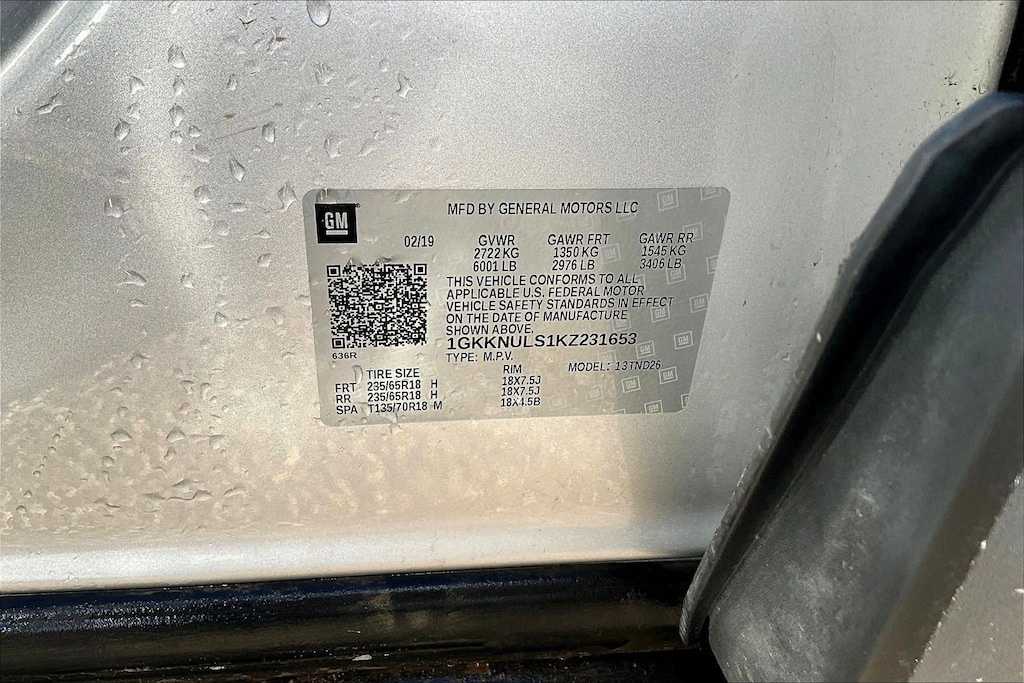 GM
MFD BY GENERAL MOTORS LLC
02/19 GVWR GAWR FRT GAWR RR
2722 KG 1350 KG 1545 KG
6001 LB 2976 LB 3406 LB
THIS VEHICLE CONFORMS TO ALL
APPLICABLE U.S. FEDERAL MOTOR
VEHICLE SAFETY STANDARDS IN EFFECT
ON THE DATE OF MANUFACTURE
SHOWN ABOVE.
636R
1GKKNULS1KZ231653
TYPE: M.P.V. MODEL: 13TND26
TIRE SIZE RIM
FRT 235/65R18 H 18X7.5J
RR 235/65R18 H 18X7.5J
SPA T135/70R18 M 18X4.5B